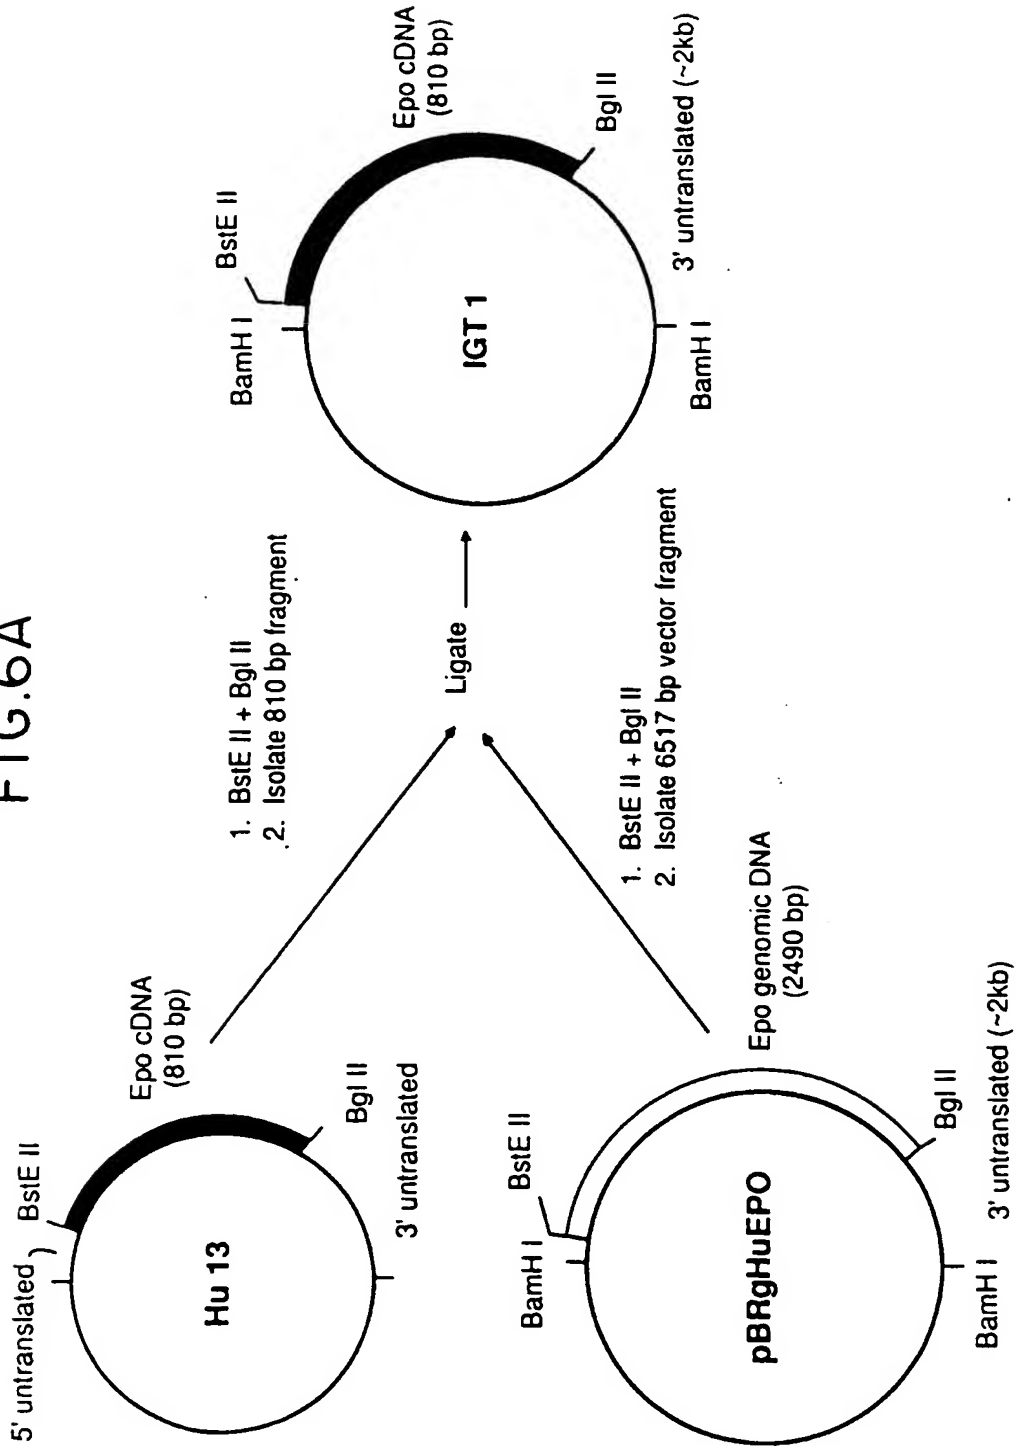 FIG.6A
5' untranslated
BstE II
Epo cDNA
(810 bp)
Hu 13
Bgl II
3' untranslated
1. BstE II + Bgl II
2. Isolate 810 bp fragment
BamH I
BstE II
Epo genomic DNA
(2490 bp)
pBRgHuEPO
Bgl II
BamH I
3' untranslated (~2kb)
1. BstE II + Bgl II
2. Isolate 6517 bp vector fragment
Ligate
BamH I
BstE II
Epo cDNA
(810 bp)
IGT 1
Bgl II
BamH I
3' untranslated (~2kb)